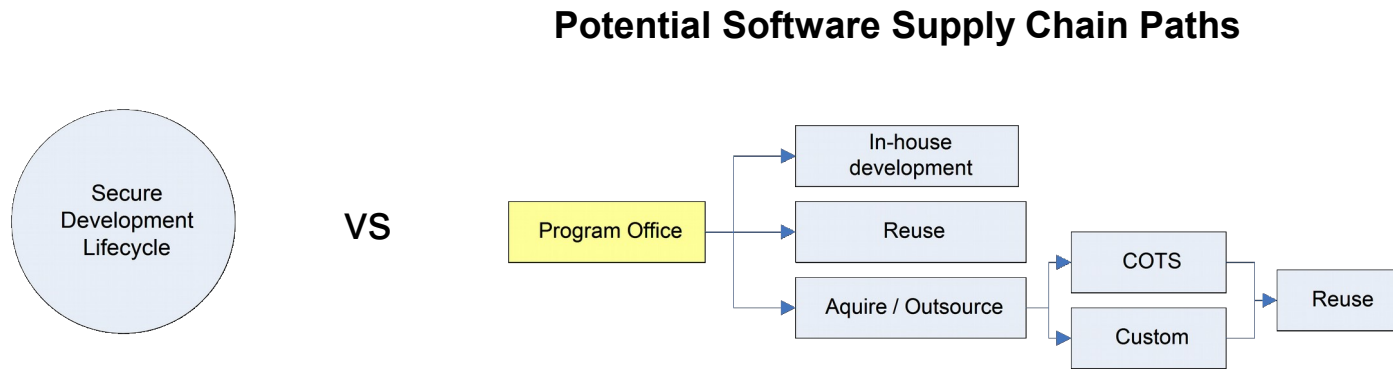 Potential Software Supply Chain Paths
Secure
Development
Lifecycle
vs
Program Office
In-house
development
Reuse
Aquire / Outsource
COTS
Custom
Reuse